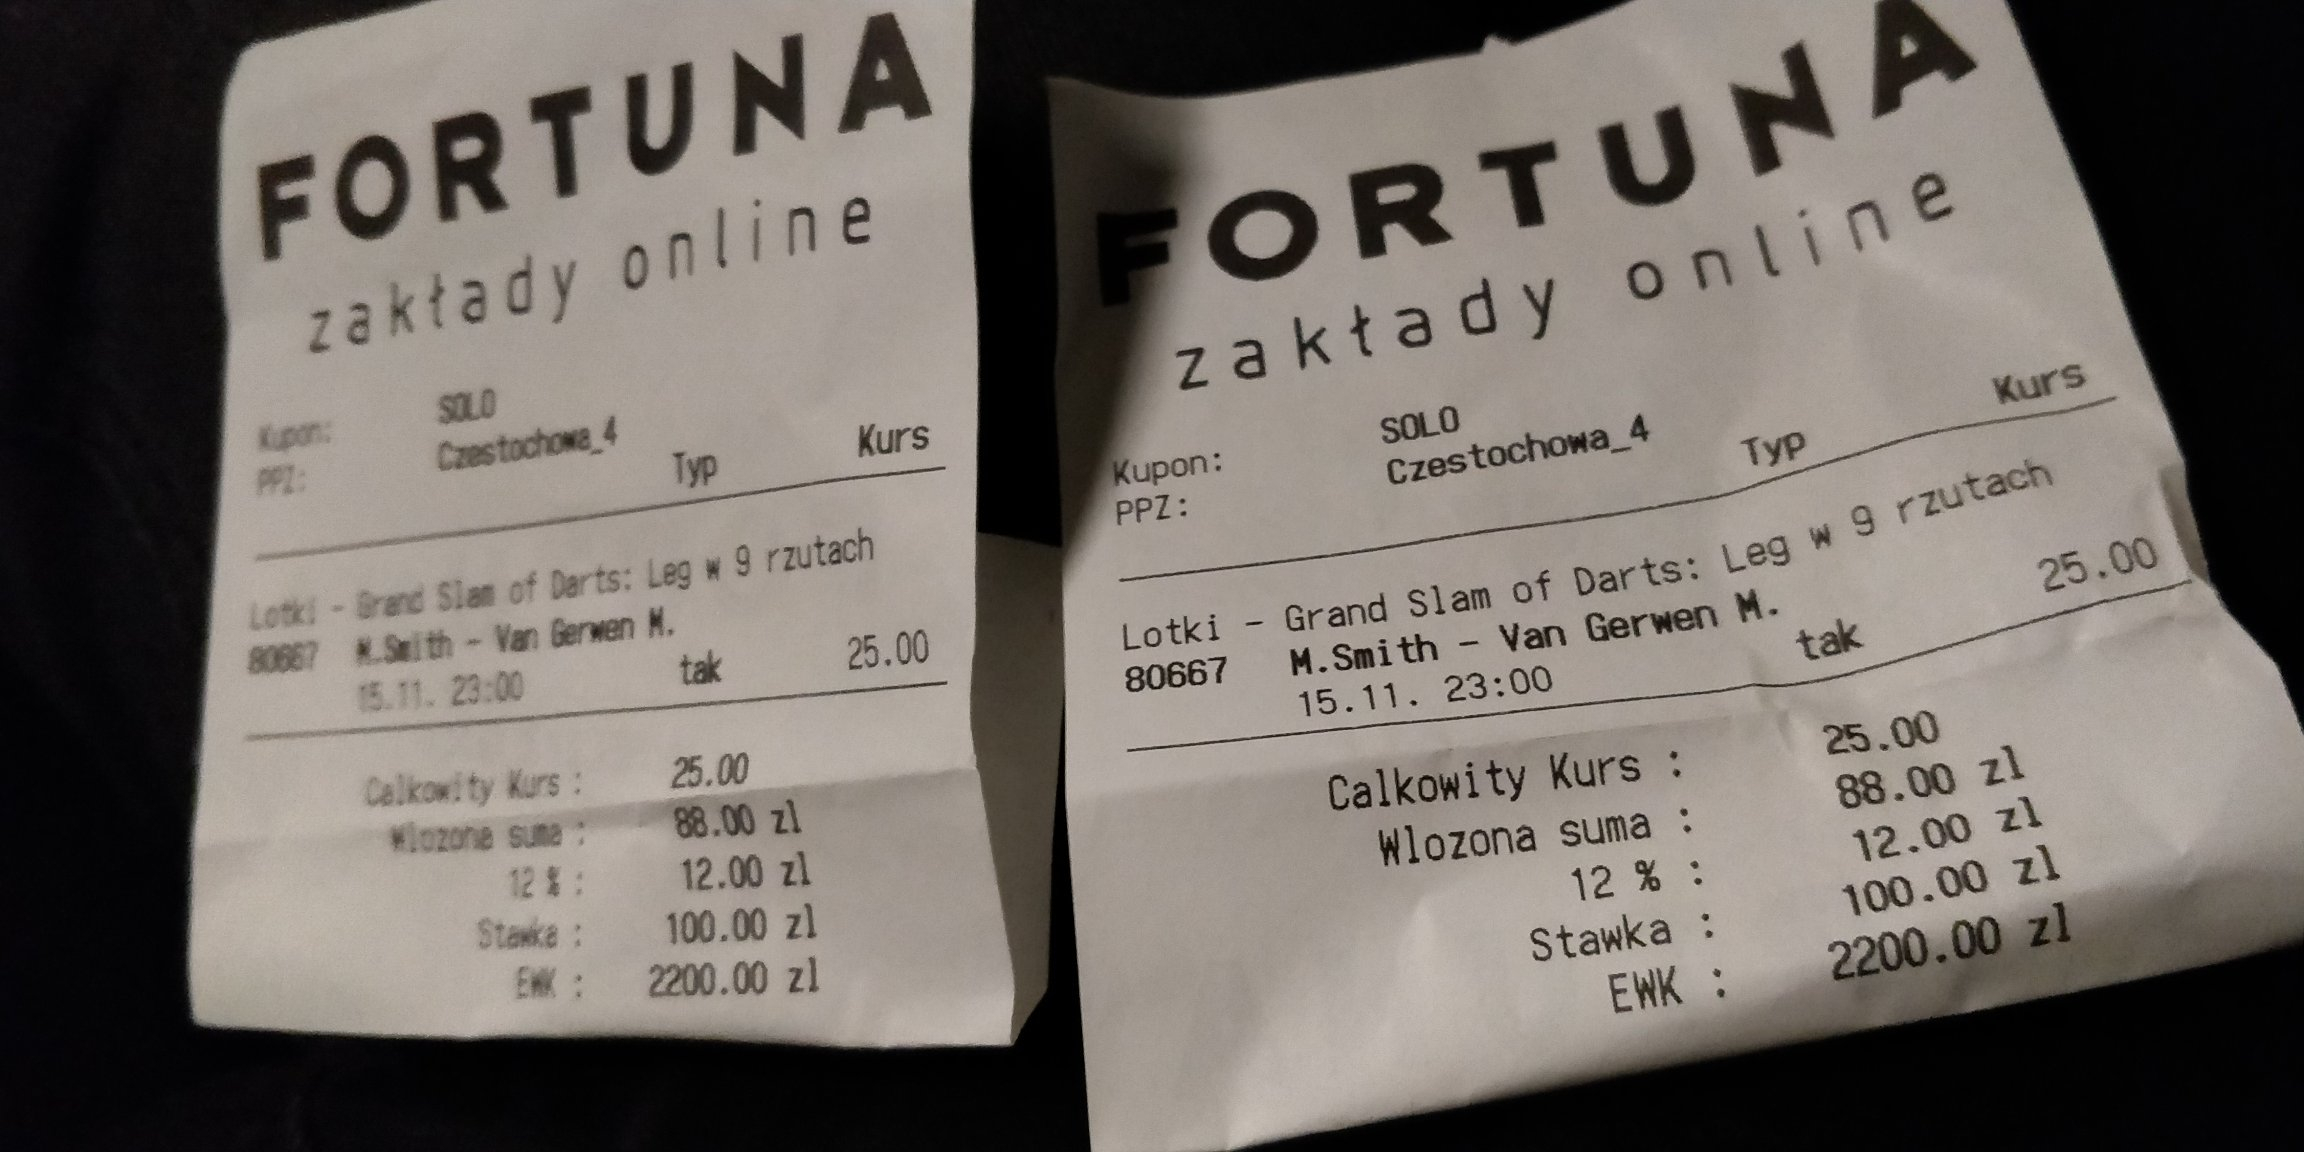 FORTUNA
zakłady online
Kupon: SOLO
PPZ: Czestochowa_4
Typ Kurs
Lotki - Grand Slam of Darts: Leg w 9 rzutach
80667 M.Smith - Van Gerwen M.
15.11. 23:00 tak 25.00
Calkowity Kurs : 25.00
Wlozona suma : 88.00 zl
12 % : 12.00 zl
Stawka : 100.00 zl
EWK : 2200.00 zl
FORTUNA
zakłady online
Kupon: SOLO
PPZ: Czestochowa_4
Typ Kurs
Lotki - Grand Slam of Darts: Leg w 9 rzutach
80667 M.Smith - Van Gerwen M.
15.11. 23:00 tak 25.00
Calkowity Kurs : 25.00
Wlozona suma : 88.00 zl
12 % : 12.00 zl
Stawka : 100.00 zl
EWK : 2200.00 zl